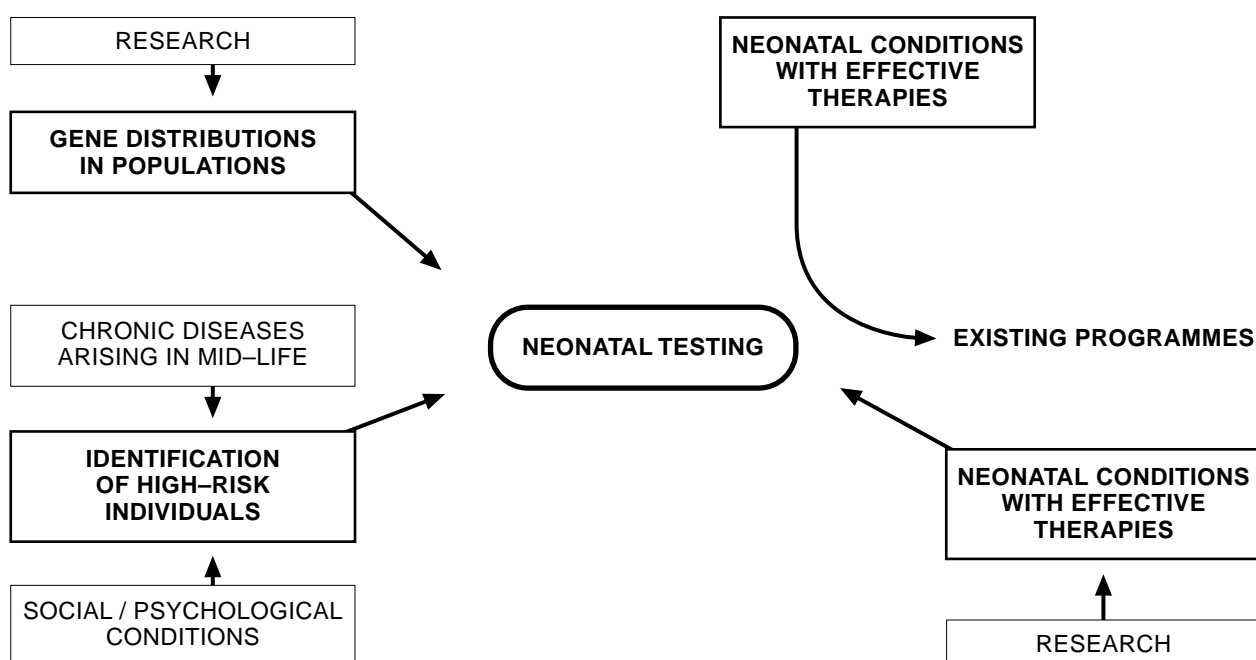 RESEARCH
GENE DISTRIBUTIONS
IN POPULATIONS
NEONATAL CONDITIONS
WITH EFFECTIVE
THERAPIES
CHRONIC DISEASES
ARISING IN MID–LIFE
NEONATAL TESTING
EXISTING PROGRAMMES
IDENTIFICATION
OF HIGH–RISK
INDIVIDUALS
NEONATAL CONDITIONS
WITH EFFECTIVE
THERAPIES
SOCIAL / PSYCHOLOGICAL
CONDITIONS
RESEARCH